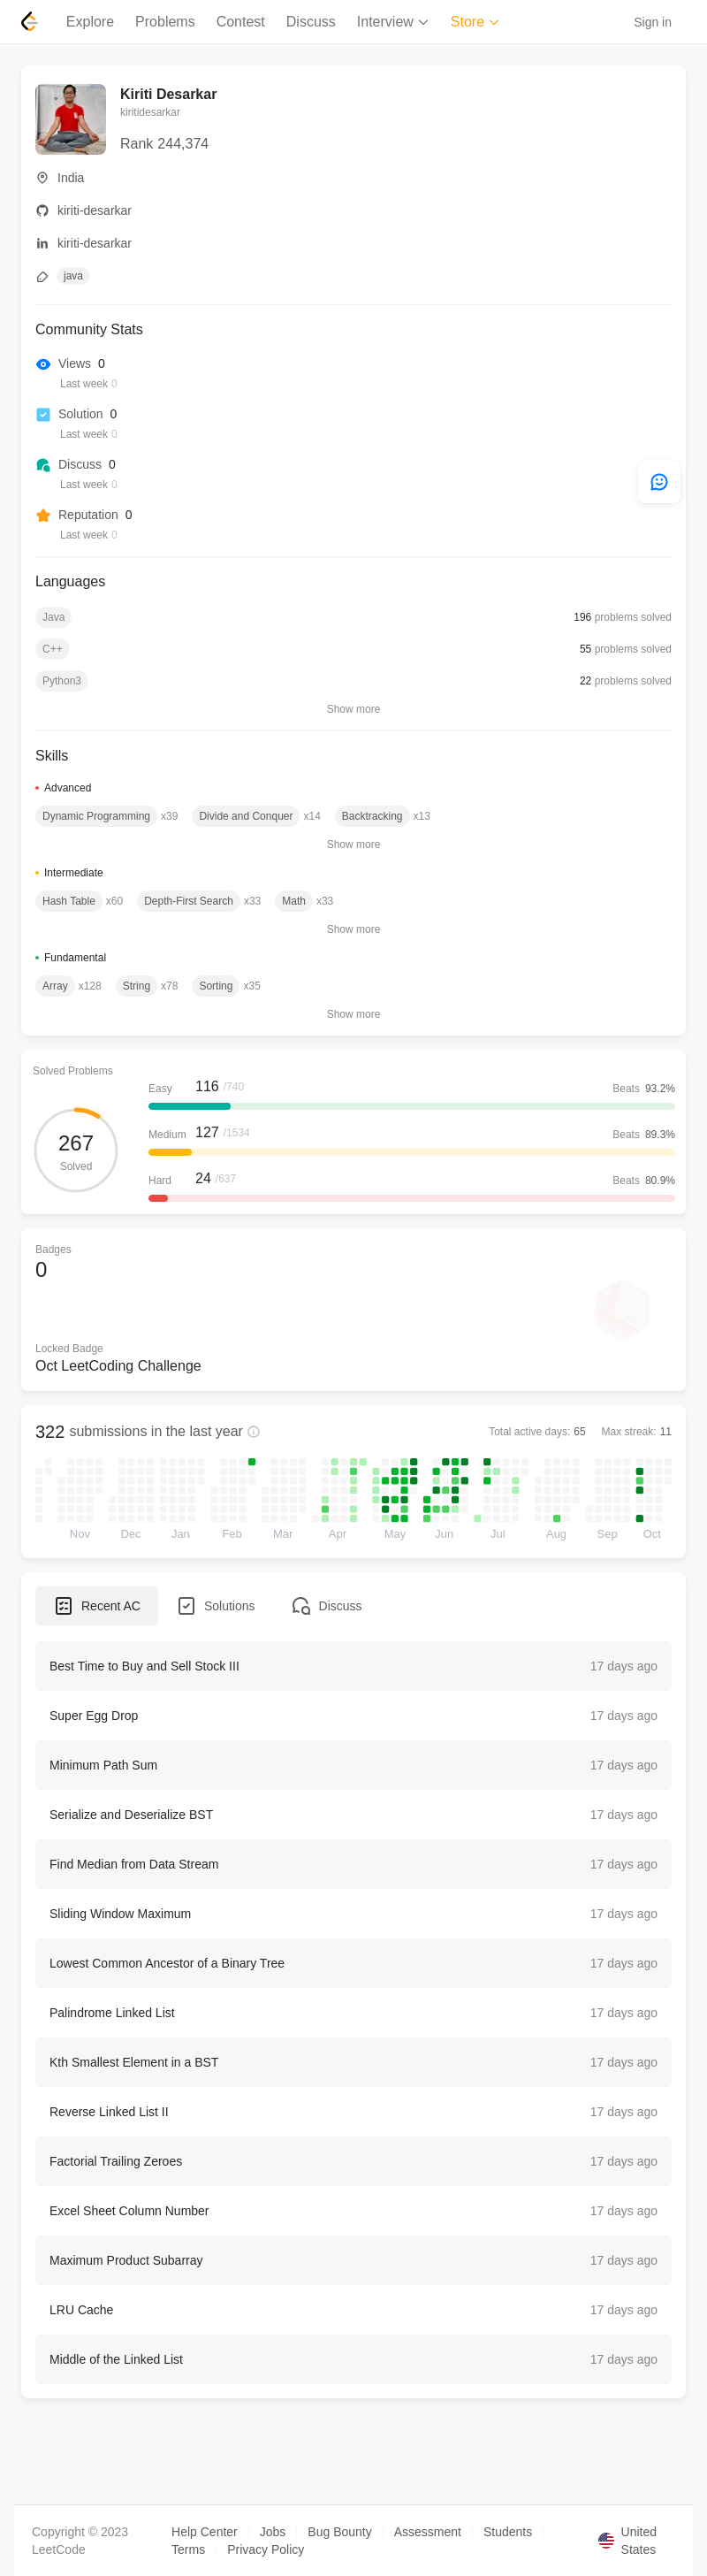 Explore Problems Contest Discuss Interview Store Sign in
Kiriti Desarkar
kiritidesarkar
Rank 244,374
India
kiriti-desarkar
kiriti-desarkar
java
Community Stats
Views 0
Last week 0
Solution 0
Last week 0
Discuss 0
Last week 0
Reputation 0
Last week 0
Languages
Java 196 problems solved
C++ 55 problems solved
Python3 22 problems solved
Show more
Skills
Advanced
Dynamic Programming x39 Divide and Conquer x14 Backtracking x13
Show more
Intermediate
Hash Table x60 Depth-First Search x33 Math x33
Show more
Fundamental
Array x128 String x78 Sorting x35
Show more
Solved Problems
267
Solved
Easy 116 /740 Beats 93.2%
Medium 127 /1534 Beats 89.3%
Hard 24 /637 Beats 80.9%
Badges
0
Locked Badge
Oct LeetCoding Challenge
322 submissions in the last year Total active days: 65 Max streak: 11
Nov Dec Jan Feb Mar Apr May Jun Jul Aug Sep Oct
Recent AC Solutions Discuss
Best Time to Buy and Sell Stock III 17 days ago
Super Egg Drop 17 days ago
Minimum Path Sum 17 days ago
Serialize and Deserialize BST 17 days ago
Find Median from Data Stream 17 days ago
Sliding Window Maximum 17 days ago
Lowest Common Ancestor of a Binary Tree 17 days ago
Palindrome Linked List 17 days ago
Kth Smallest Element in a BST 17 days ago
Reverse Linked List II 17 days ago
Factorial Trailing Zeroes 17 days ago
Excel Sheet Column Number 17 days ago
Maximum Product Subarray 17 days ago
LRU Cache 17 days ago
Middle of the Linked List 17 days ago
Copyright © 2023 LeetCode
Help Center Jobs Bug Bounty Assessment Students
Terms Privacy Policy
United States